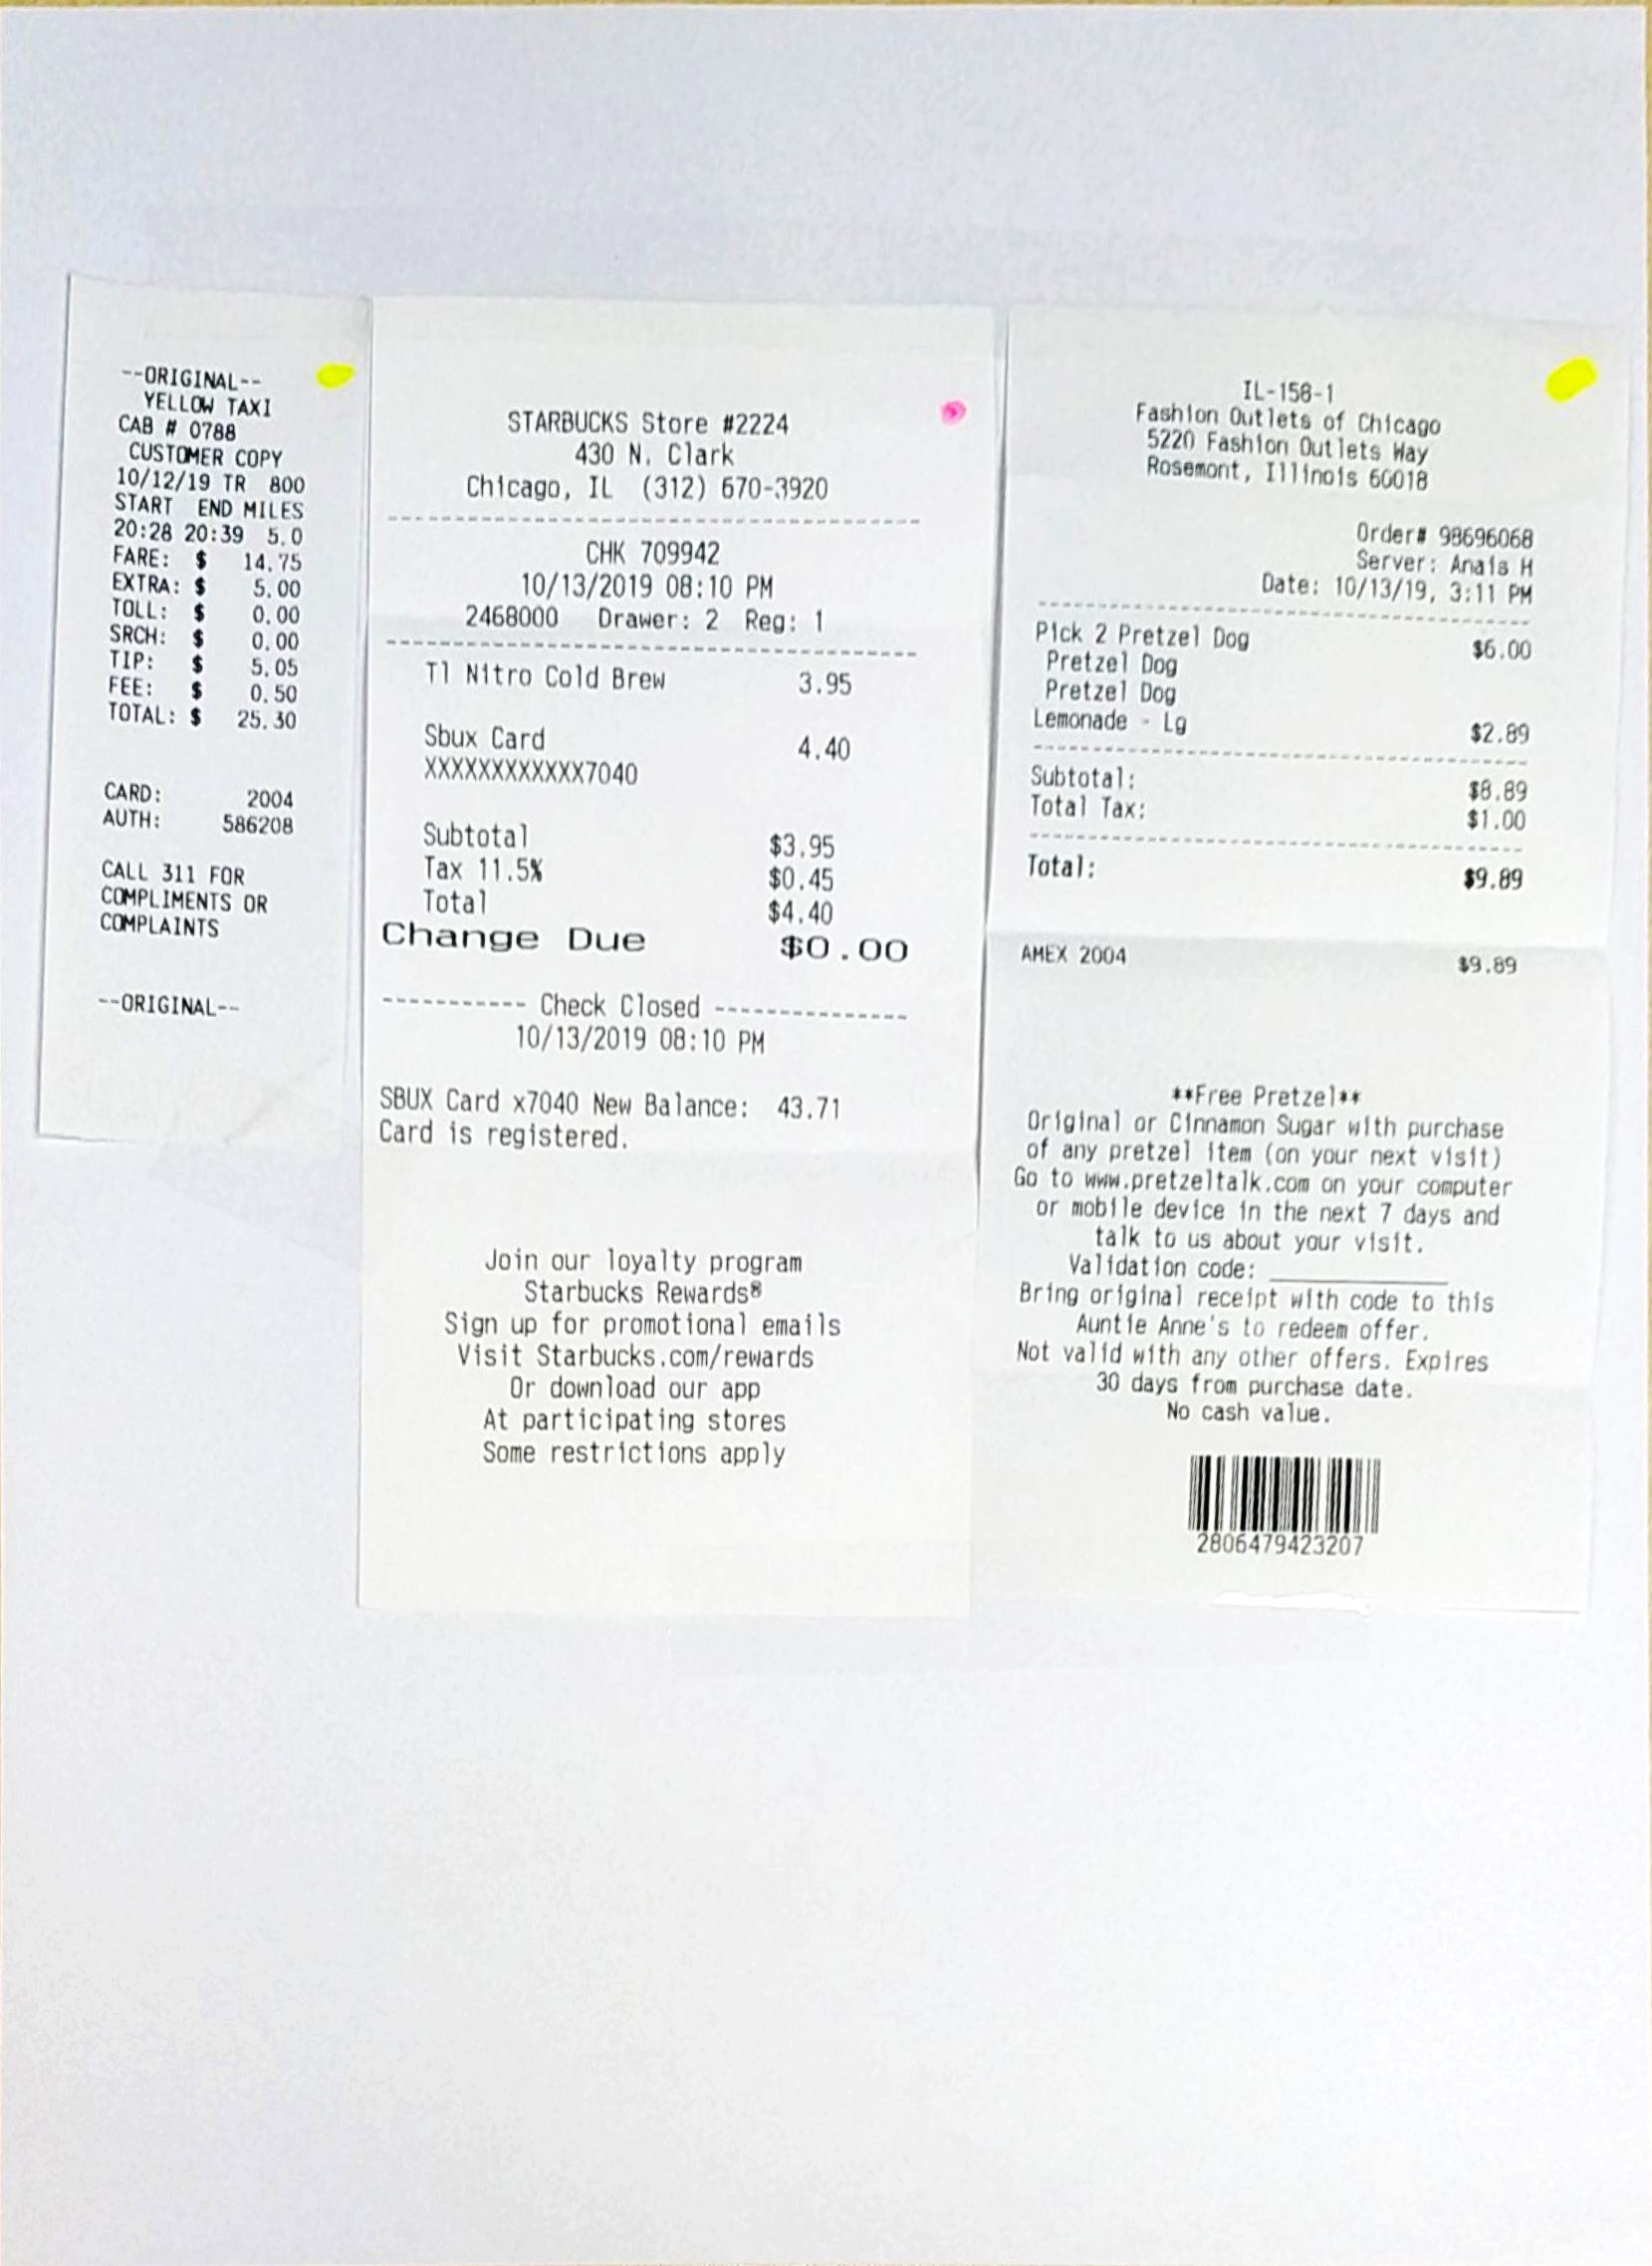 --ORIGINAL--
YELLOW TAXI
CAB # 0788
CUSTOMER COPY
10/12/19 TR 800
START END MILES
20:28 20:39 5.0
FARE: $ 14.75
EXTRA: $ 5.00
TOLL: $ 0.00
SRCH: $ 0.00
TIP: $ 5.05
FEE: $ 0.50
TOTAL: $ 25.30
CARD: 2004
AUTH: 586208
CALL 311 FOR
COMPLIMENTS OR
COMPLAINTS
--ORIGINAL--
STARBUCKS Store #2224
430 N. Clark
Chicago, IL (312) 670-3920
CHK 709942
10/13/2019 08:10 PM
2468000 Drawer: 2 Reg: 1
Tl Nitro Cold Brew 3.95
Sbux Card 4.40
XXXXXXXXXXXX7040
Subtotal $3.95
Tax 11.5% $0.45
Total $4.40
Change Due $0.00
----------- Check Closed ---------------
10/13/2019 08:10 PM
SBUX Card x7040 New Balance: 43.71
Card is registered.
Join our loyalty program
Starbucks Rewards®
Sign up for promotional emails
Visit Starbucks.com/rewards
Or download our app
At participating stores
Some restrictions apply
IL-158-1
Fashion Outlets of Chicago
5220 Fashion Outlets Way
Rosemont, Illinois 60018
Order# 98696068
Server: Anais H
Date: 10/13/19, 3:11 PM
Pick 2 Pretzel Dog $6.00
Pretzel Dog
Pretzel Dog
Lemonade - Lg $2.89
Subtotal: $8.89
Total Tax: $1.00
Total: $9.89
AMEX 2004 $9.89
**Free Pretzel**
Original or Cinnamon Sugar with purchase
of any pretzel item (on your next visit)
Go to www.pretzeltalk.com on your computer
or mobile device in the next 7 days and
talk to us about your visit.
Validation code: ____________
Bring original receipt with code to this
Auntie Anne's to redeem offer.
Not valid with any other offers. Expires
30 days from purchase date.
No cash value.
2806479423207